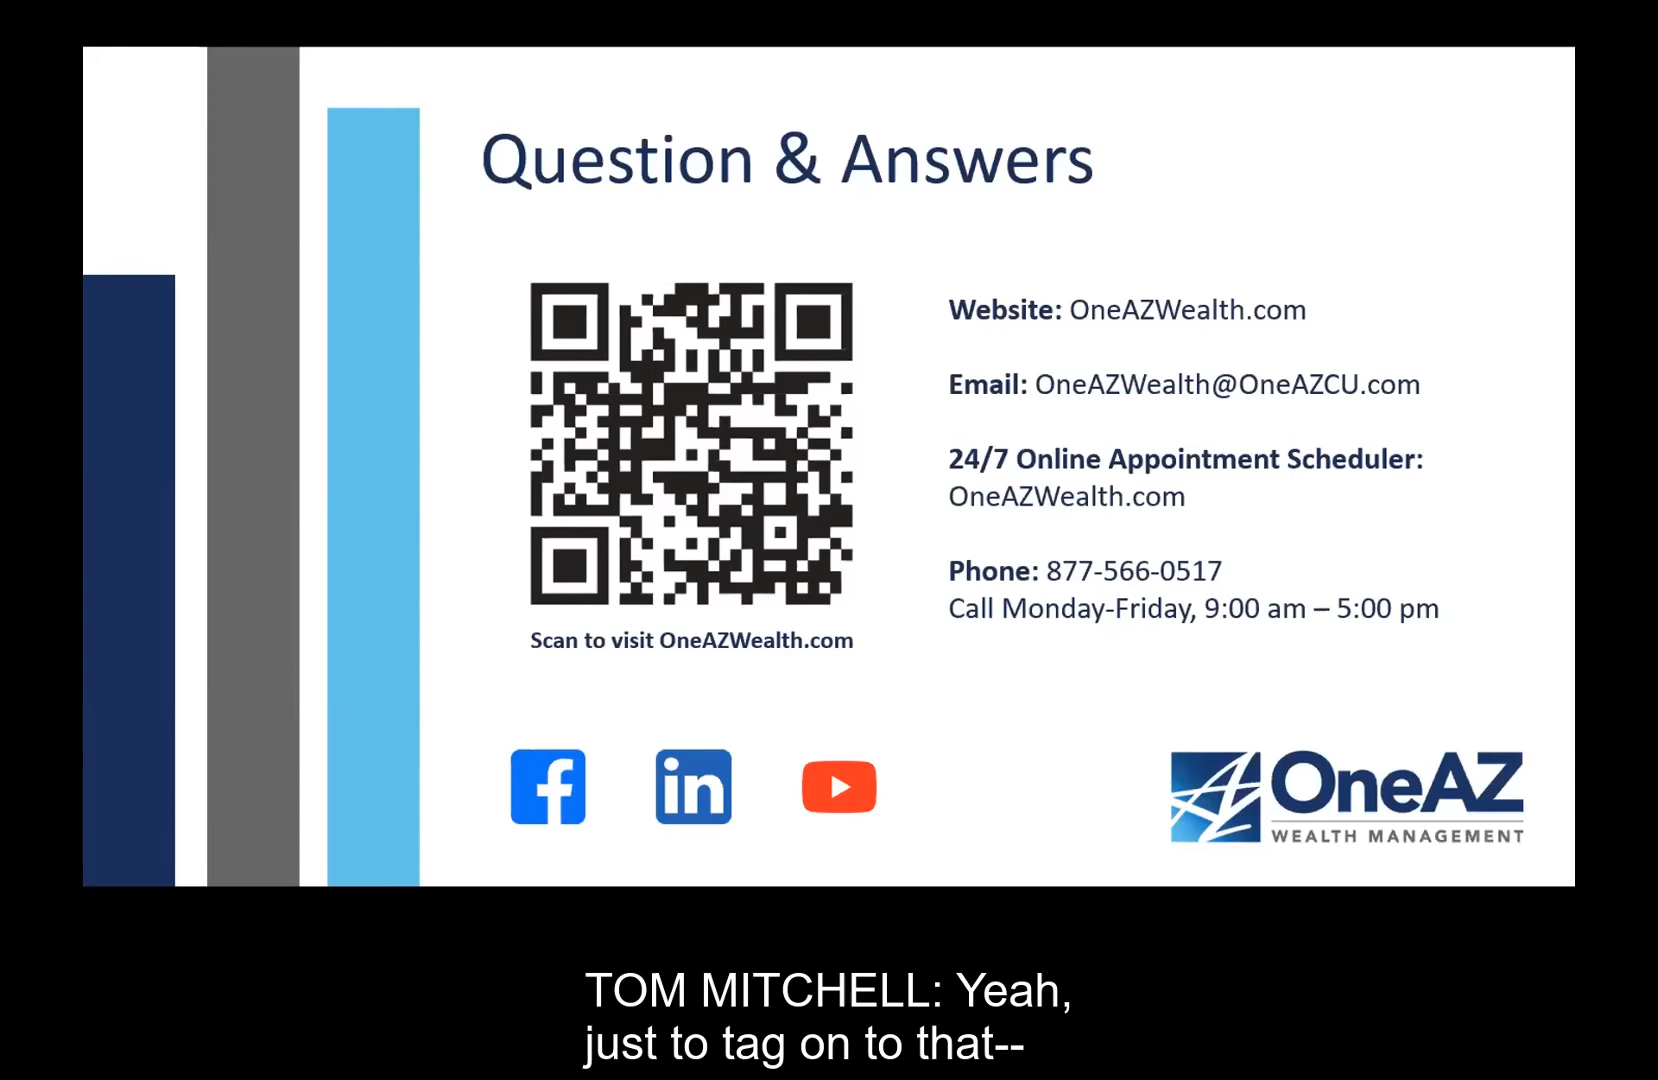 Question & Answers
Website: OneAZWealth.com
Email: OneAZWealth@OneAZCU.com
24/7 Online Appointment Scheduler:
OneAZWealth.com
Phone: 877-566-0517
Call Monday-Friday, 9:00 am – 5:00 pm
Scan to visit OneAZWealth.com
f
in
OneAZ
WEALTH MANAGEMENT
TOM MITCHELL: Yeah,
just to tag on to that--